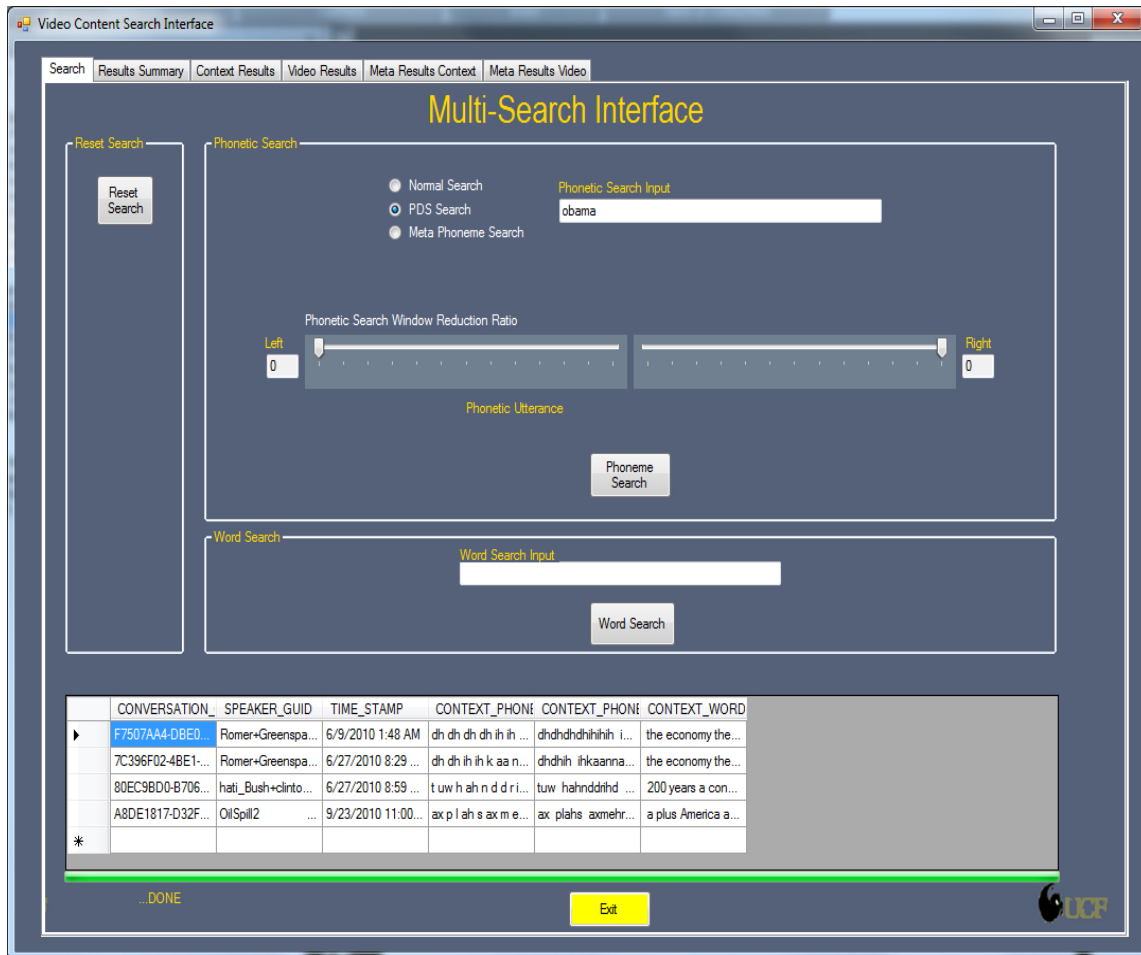 Video Content Search Interface
Search Results Summary Context Results Video Results Meta Results Context Meta Results Video
Multi-Search Interface
Reset Search
Reset
Search
Phonetic Search
Normal Search
PDS Search
Meta Phoneme Search
Phonetic Search Input
obama
Phonetic Search Window Reduction Ratio
Left
0
Right
0
Phonetic Utterance
Phoneme
Search
Word Search
Word Search Input
Word Search
CONVERSATION_ SPEAKER_GUID TIME_STAMP CONTEXT_PHONE CONTEXT_PHONE CONTEXT_WORD
F7507AA4-DBE0... Romer+Greenspa... 6/9/2010 1:48 AM dh dh dh dh ih ih ... dhdhdhdhihihih i... the economy the...
7C396F02-4BE1-... Romer+Greenspa... 6/27/2010 8:29 ... dh dh ih ih k aa n... dhdhih ihkaanna... the economy the...
80EC9BD0-B706... hati_Bush+clinto... 6/27/2010 8:59 ... t uw h ah n d d r i... tuw hahnddrihd ... 200 years a con...
A8DE1817-D32F... OilSpill2 ... 9/23/2010 11:00... ax p l ah s ax m e... ax plahs axmehr... a plus America a...
...DONE
Exit
UCF